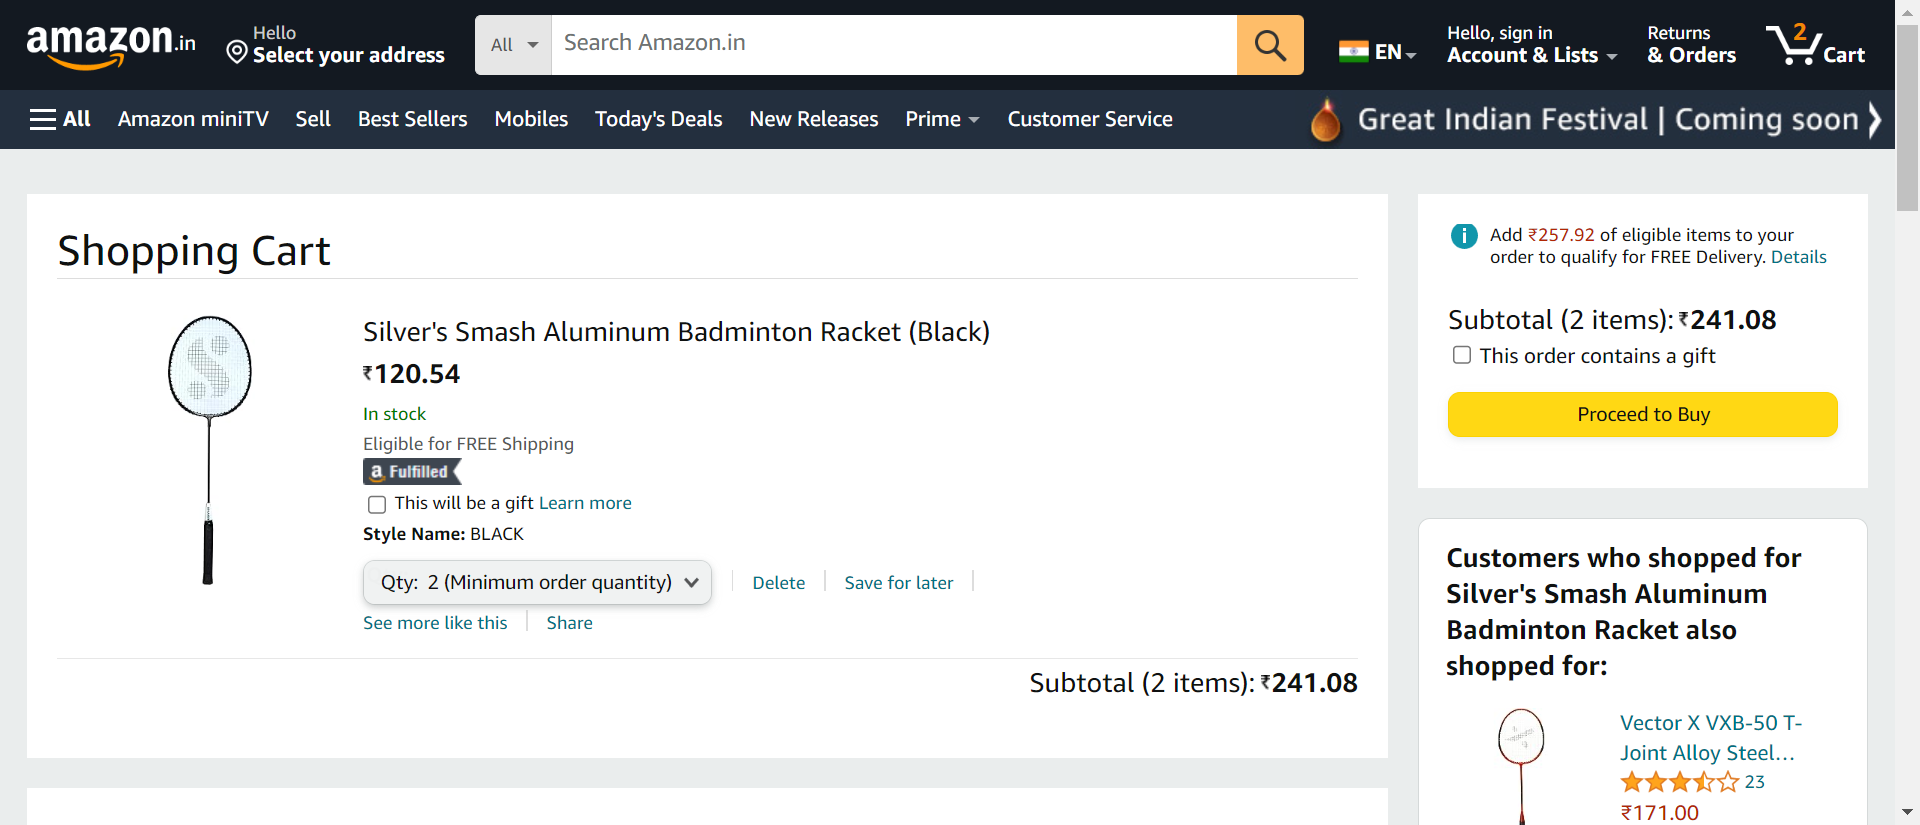 amazon.in
Hello
Select your address
All
Search Amazon.in
EN
Hello, sign in
Account & Lists
Returns
& Orders
2
Cart
All
Amazon miniTV
Sell
Best Sellers
Mobiles
Today's Deals
New Releases
Prime
Customer Service
Great Indian Festival | Coming soon
Shopping Cart
Silver's Smash Aluminum Badminton Racket (Black)
₹120.54
In stock
Eligible for FREE Shipping
a Fulfilled
This will be a gift Learn more
Style Name: BLACK
Qty: 2 (Minimum order quantity)
Delete
Save for later
See more like this
Share
Subtotal (2 items): ₹241.08
Add ₹257.92 of eligible items to your
order to qualify for FREE Delivery. Details
Subtotal (2 items): ₹241.08
This order contains a gift
Proceed to Buy
Customers who shopped for
Silver's Smash Aluminum
Badminton Racket also
shopped for:
Vector X VXB-50 T-
Joint Alloy Steel...
23
₹171.00